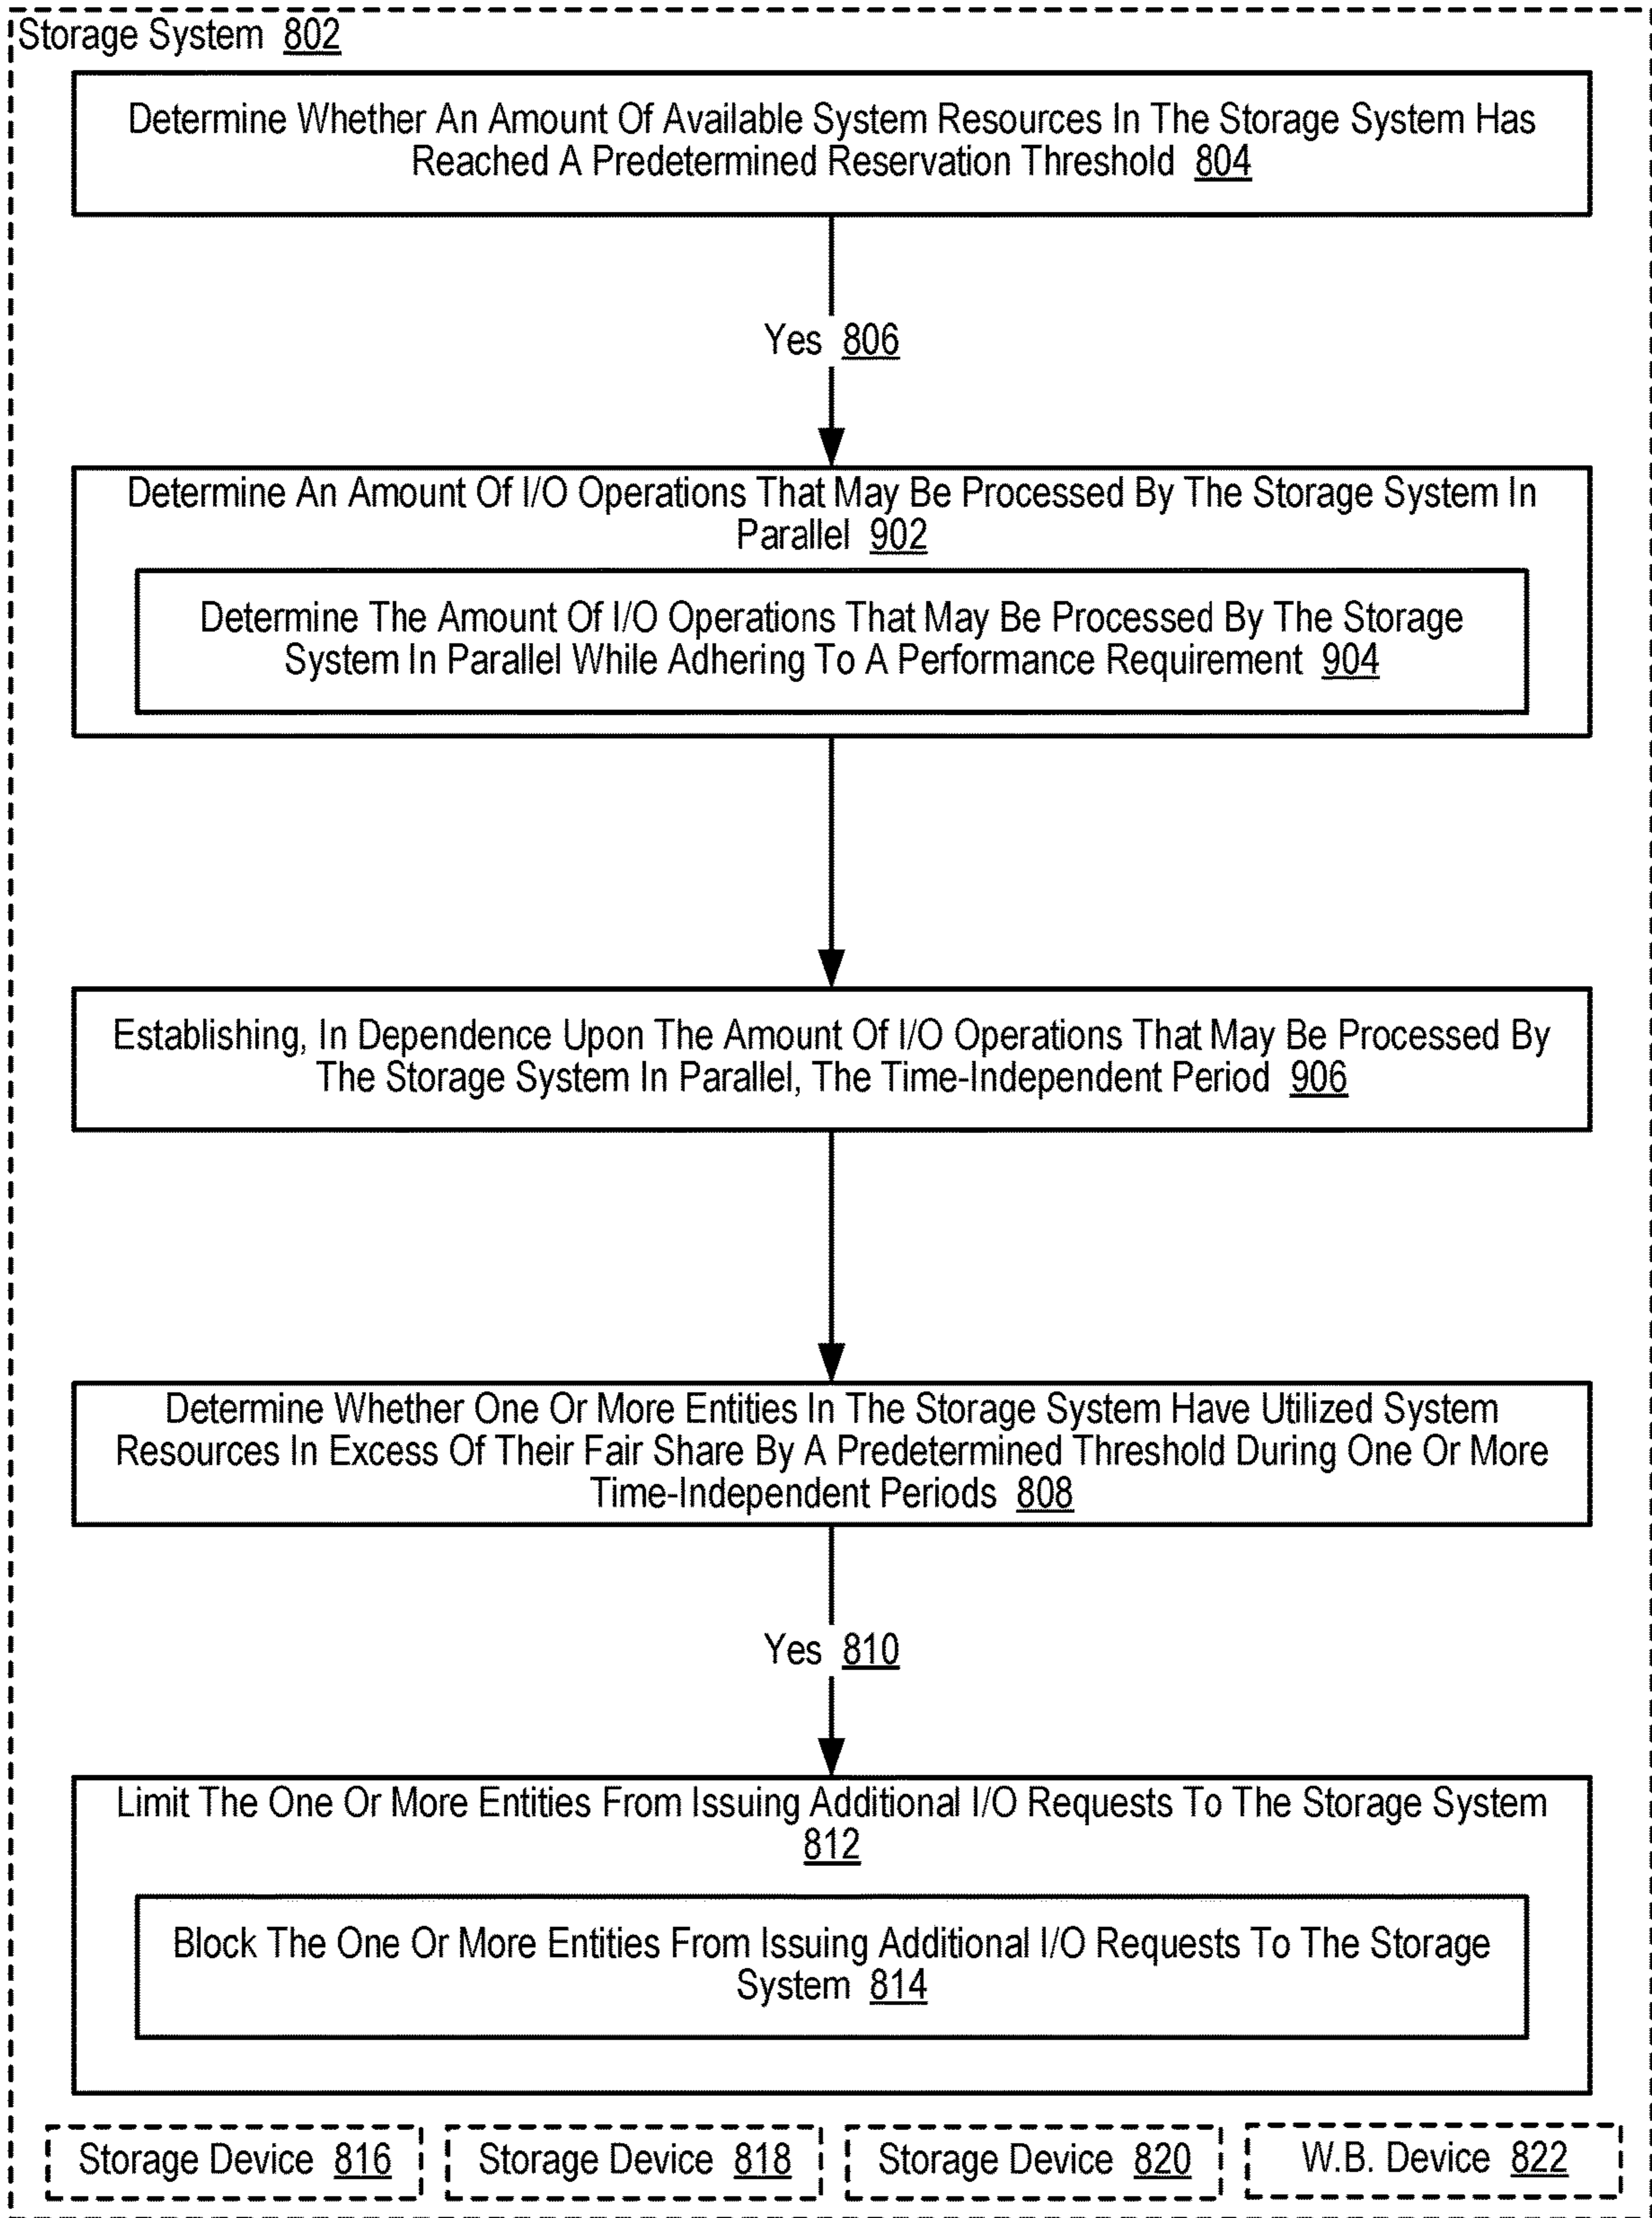 Storage System 802
Determine Whether An Amount Of Available System Resources In The Storage System Has
Reached A Predetermined Reservation Threshold 804
Yes 806
Determine An Amount Of I/O Operations That May Be Processed By The Storage System In
Parallel 902
Determine The Amount Of I/O Operations That May Be Processed By The Storage
System In Parallel While Adhering To A Performance Requirement 904
Establishing, In Dependence Upon The Amount Of I/O Operations That May Be Processed By
The Storage System In Parallel, The Time-Independent Period 906
Determine Whether One Or More Entities In The Storage System Have Utilized System
Resources In Excess Of Their Fair Share By A Predetermined Threshold During One Or More
Time-Independent Periods 808
Yes 810
Limit The One Or More Entities From Issuing Additional I/O Requests To The Storage System
812
Block The One Or More Entities From Issuing Additional I/O Requests To The Storage
System 814
Storage Device 816 Storage Device 818 Storage Device 820 W.B. Device 822